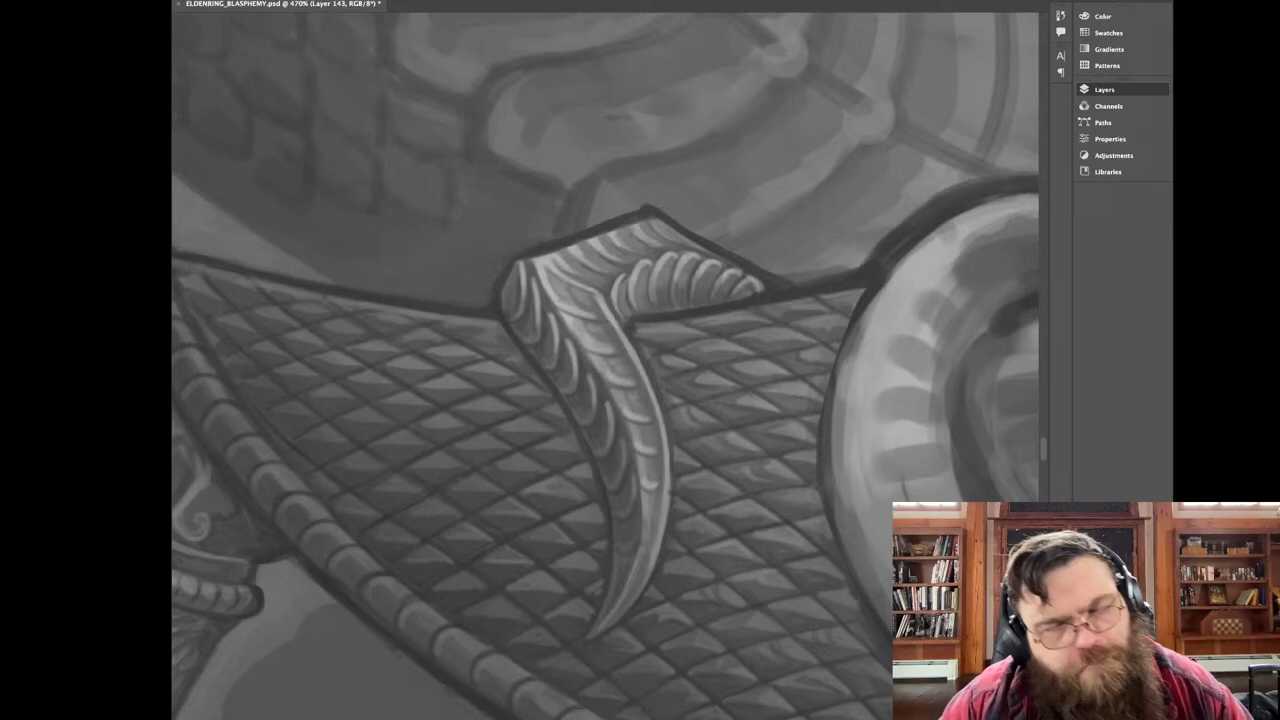 × ELDENRING_BLASPHEMY.psd @ 470% (Layer 143, RGB/8*) *
Color
Swatches
Gradients
Patterns
Layers
Channels
Paths
Properties
Adjustments
Libraries